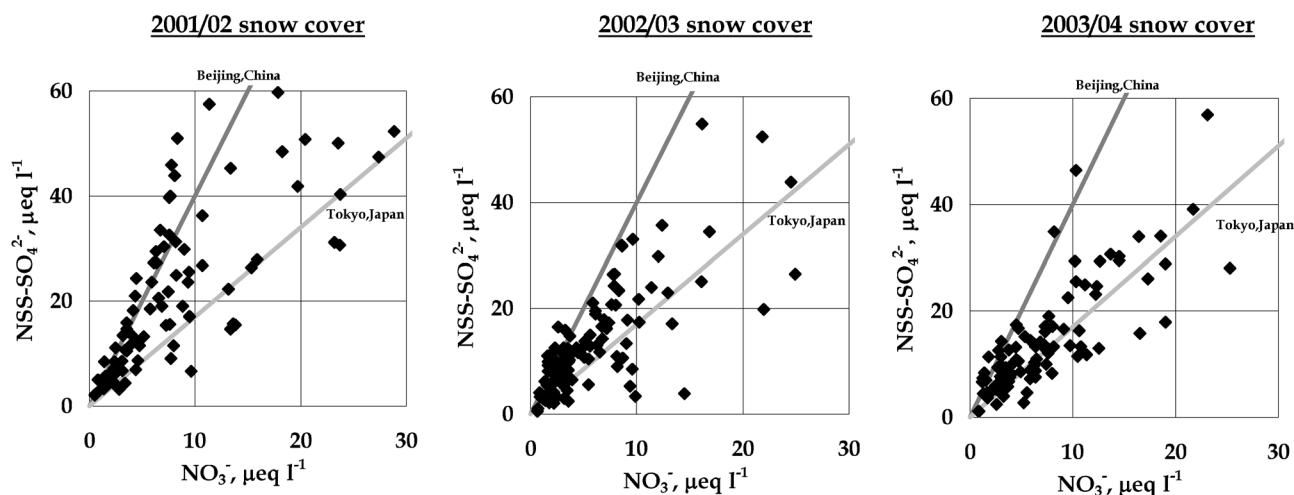 2001/02 snow cover
60
40
20
0
0
10
20
30
NSS-SO₄²⁻, μeq l⁻¹
NO₃⁻, μeq l⁻¹
Beijing,China
Tokyo,Japan
2002/03 snow cover
60
40
20
0
0
10
20
30
NSS-SO₄²⁻, μeq l⁻¹
NO₃⁻, μeq l⁻¹
Beijing,China
Tokyo,Japan
2003/04 snow cover
60
40
20
0
0
10
20
30
NSS-SO₄²⁻, μeq l⁻¹
NO₃⁻, μeq l⁻¹
Beijing,China
Tokyo,Japan